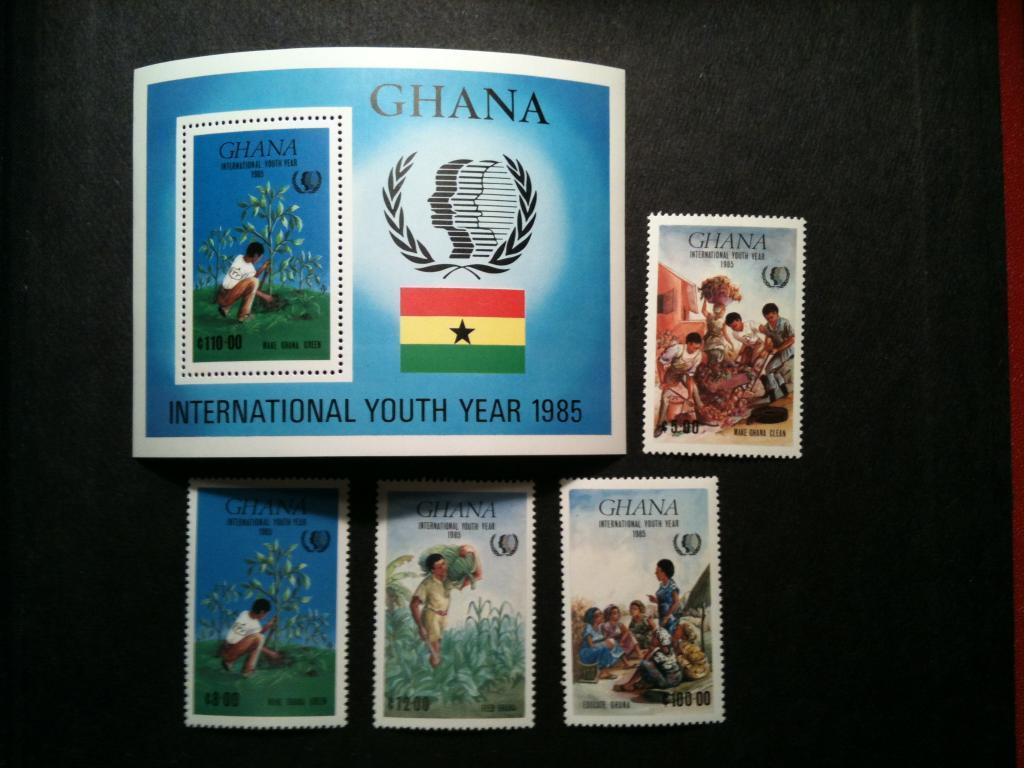 GHANA
GHANA
INTERNATIONAL YOUTH YEAR
1985
¢110·00 MAKE GHANA GREEN
INTERNATIONAL YOUTH YEAR 1985
GHANA
INTERNATIONAL YOUTH YEAR
1985
¢5·00 MAKE GHANA CLEAN
GHANA
INTERNATIONAL YOUTH YEAR
1985
¢8·00 MAKE GHANA GREEN
GHANA
INTERNATIONAL YOUTH YEAR
1985
¢12·00 FEED GHANA
GHANA
INTERNATIONAL YOUTH YEAR
1985
EDUCATE GHANA ¢100·00